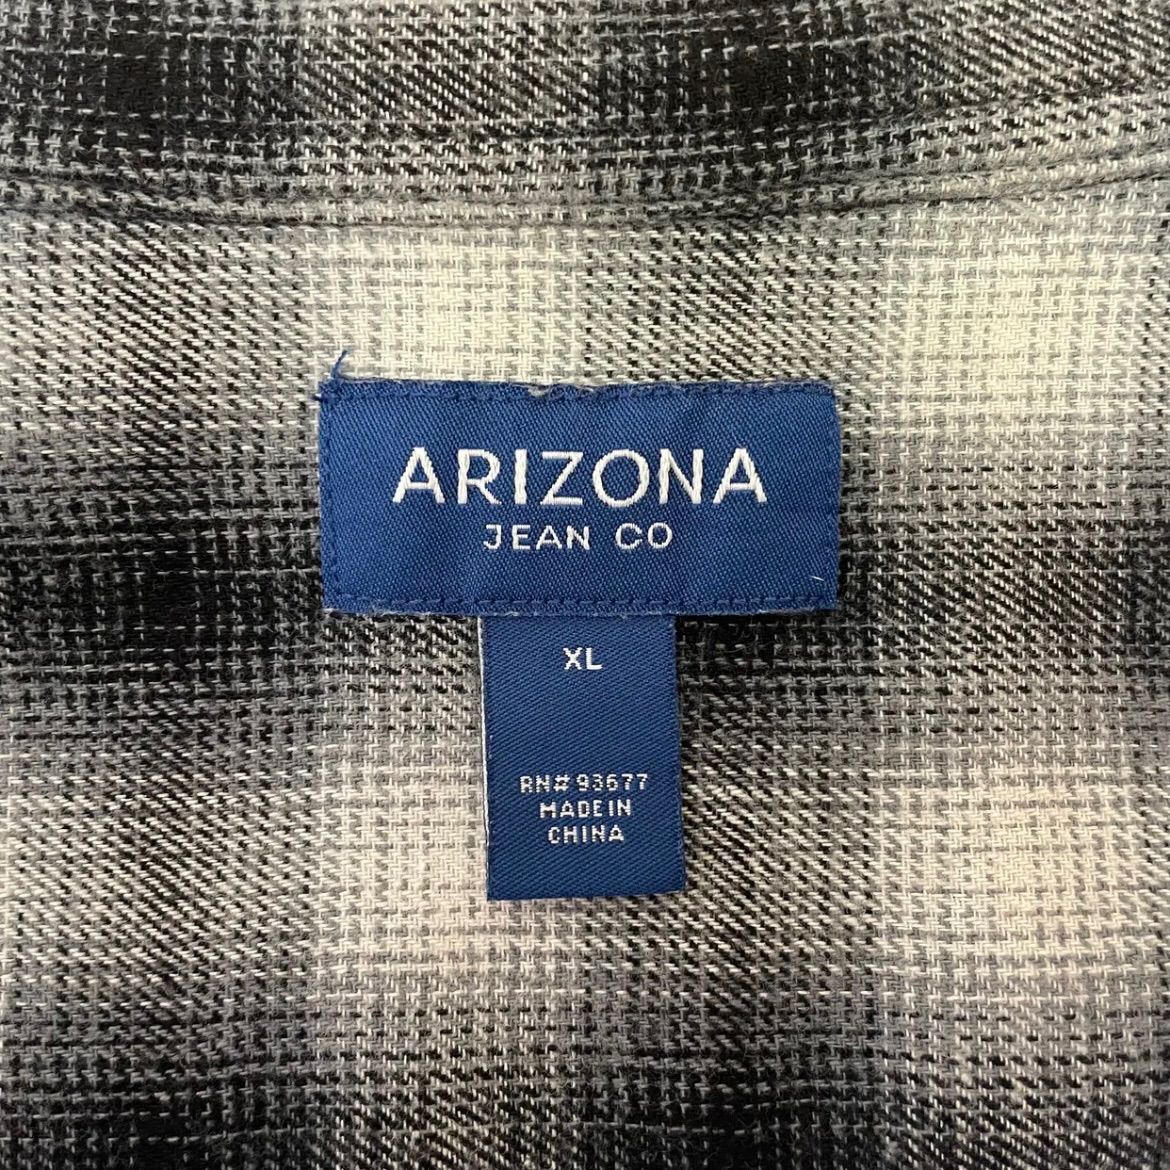 ARIZONA
JEAN CO
XL
RN# 93677
MADE IN
CHINA